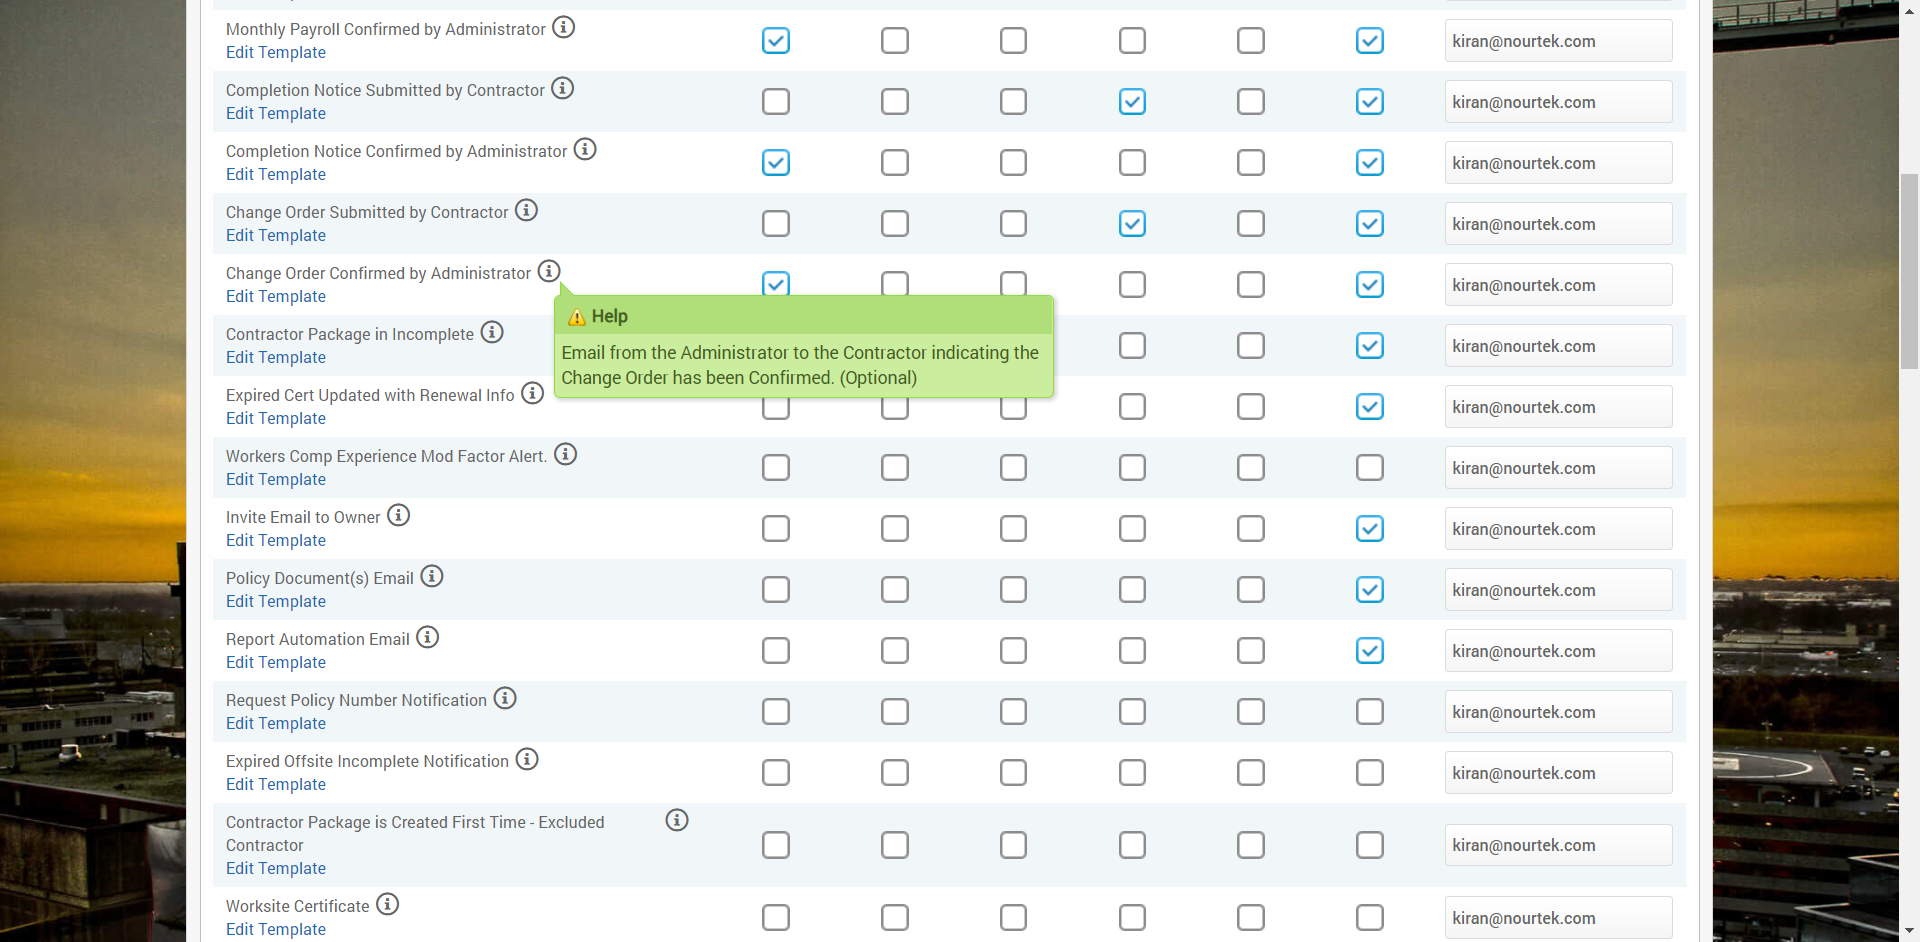 Monthly Payroll Confirmed by Administrator
Edit Template
kiran@nourtek.com
Completion Notice Submitted by Contractor
Edit Template
kiran@nourtek.com
Completion Notice Confirmed by Administrator
Edit Template
kiran@nourtek.com
Change Order Submitted by Contractor
Edit Template
kiran@nourtek.com
Change Order Confirmed by Administrator
Edit Template
kiran@nourtek.com
Help
Email from the Administrator to the Contractor indicating the
Change Order has been Confirmed. (Optional)
Contractor Package in Incomplete
Edit Template
kiran@nourtek.com
Expired Cert Updated with Renewal Info
Edit Template
kiran@nourtek.com
Workers Comp Experience Mod Factor Alert.
Edit Template
kiran@nourtek.com
Invite Email to Owner
Edit Template
kiran@nourtek.com
Policy Document(s) Email
Edit Template
kiran@nourtek.com
Report Automation Email
Edit Template
kiran@nourtek.com
Request Policy Number Notification
Edit Template
kiran@nourtek.com
Expired Offsite Incomplete Notification
Edit Template
kiran@nourtek.com
Contractor Package is Created First Time - Excluded
Contractor
Edit Template
kiran@nourtek.com
Worksite Certificate
Edit Template
kiran@nourtek.com